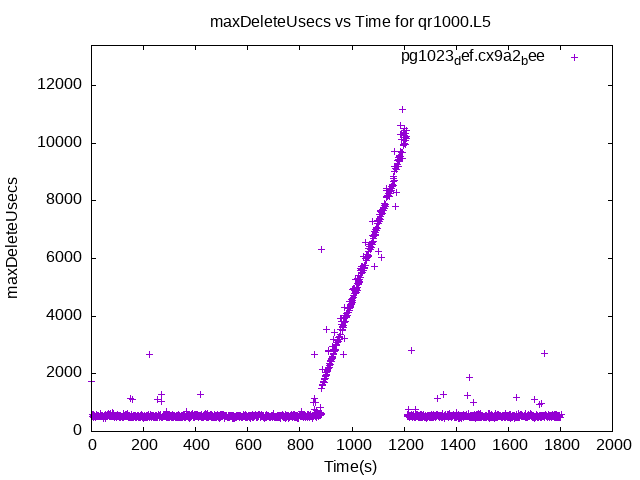 maxDeleteUsecs vs Time for qr1000.L5
pg1023def.cx9a2bee
12000
10000
8000
6000
4000
2000
0
maxDeleteUsecs
0 200 400 600 800 1000 1200 1400 1600 1800 2000
Time(s)